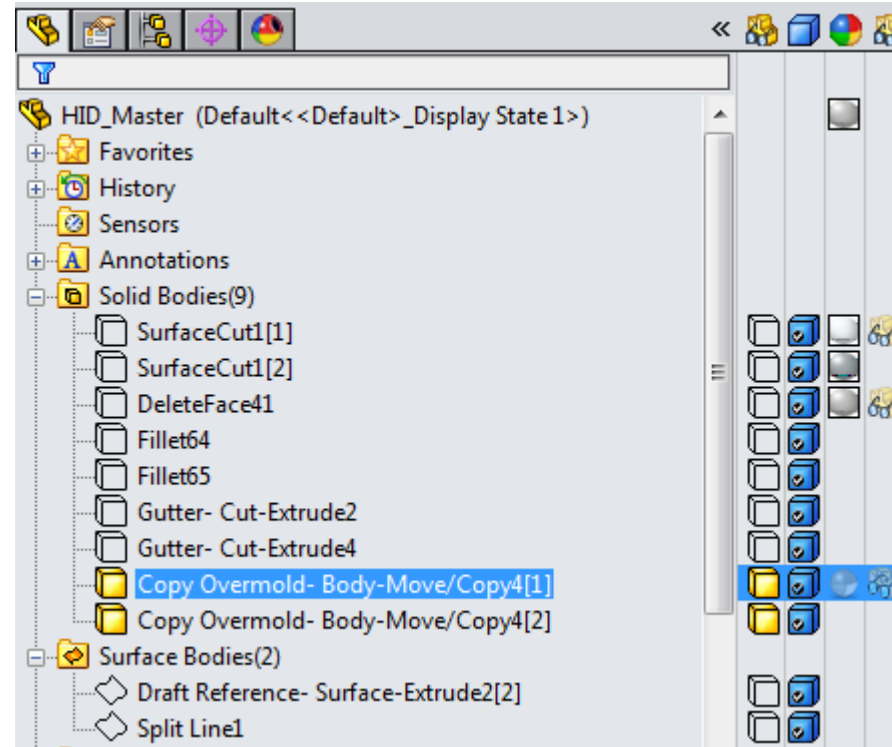 HID_Master (Default<<Default>_Display State 1>)
Favorites
History
Sensors
A Annotations
Solid Bodies(9)
SurfaceCut1[1]
SurfaceCut1[2]
DeleteFace41
Fillet64
Fillet65
Gutter- Cut-Extrude2
Gutter- Cut-Extrude4
Copy Overmold- Body-Move/Copy4[1]
Copy Overmold- Body-Move/Copy4[2]
Surface Bodies(2)
Draft Reference- Surface-Extrude2[2]
Split Line1